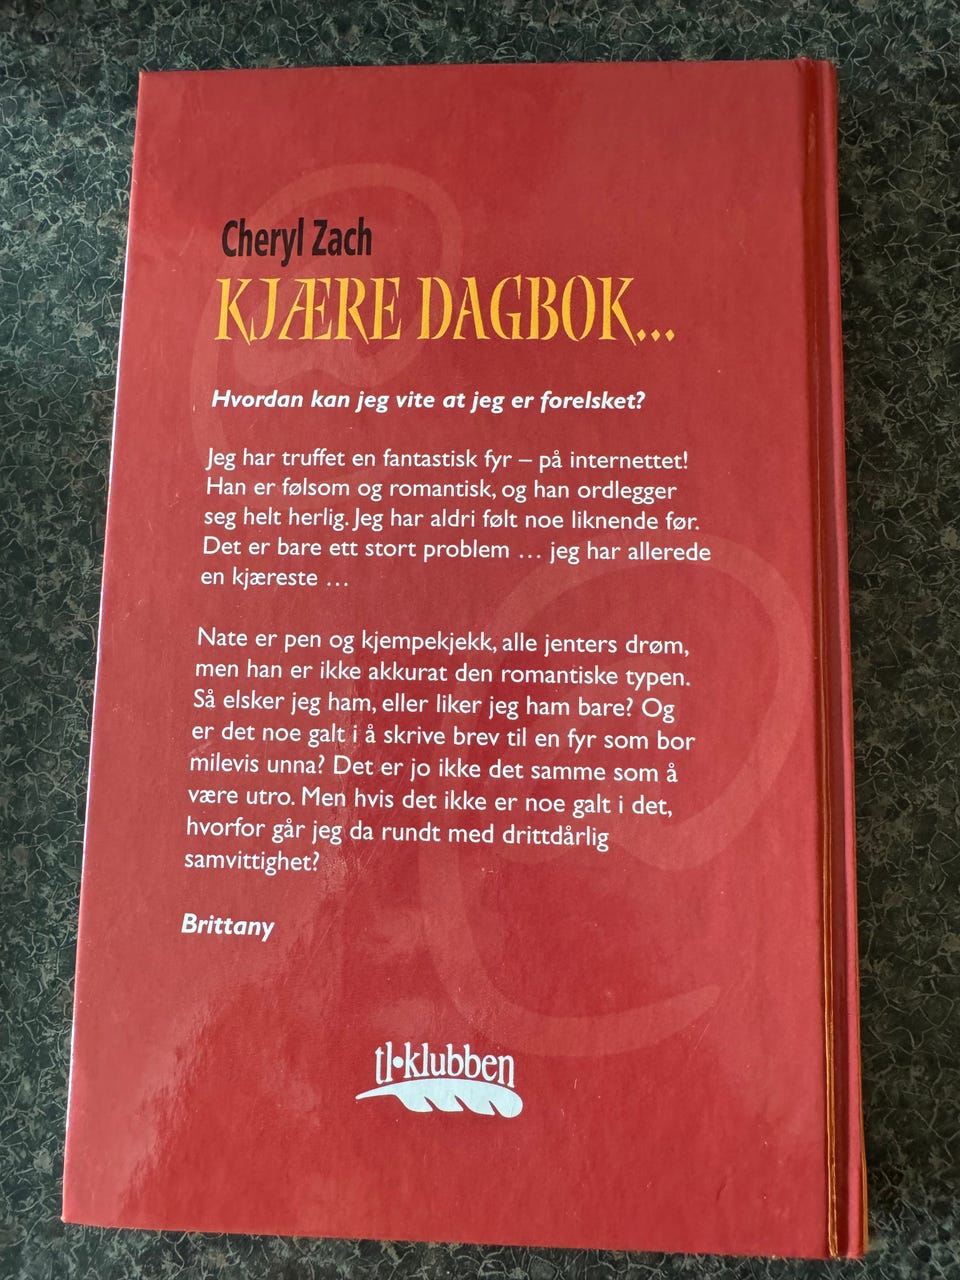 Cheryl Zach
KJÆRE DAGBOK...
Hvordan kan jeg vite at jeg er forelsket?
Jeg har truffet en fantastisk fyr – på internettet!
Han er følsom og romantisk, og han ordlegger
seg helt herlig. Jeg har aldri følt noe liknende før.
Det er bare ett stort problem … jeg har allerede
en kjæreste …
Nate er pen og kjempekjekk, alle jenters drøm,
men han er ikke akkurat den romantiske typen.
Så elsker jeg ham, eller liker jeg ham bare? Og
er det noe galt i å skrive brev til en fyr som bor
milevis unna? Det er jo ikke det samme som å
være utro. Men hvis det ikke er noe galt i det,
hvorfor går jeg da rundt med drittdårlig
samvittighet?
Brittany
tl•klubben